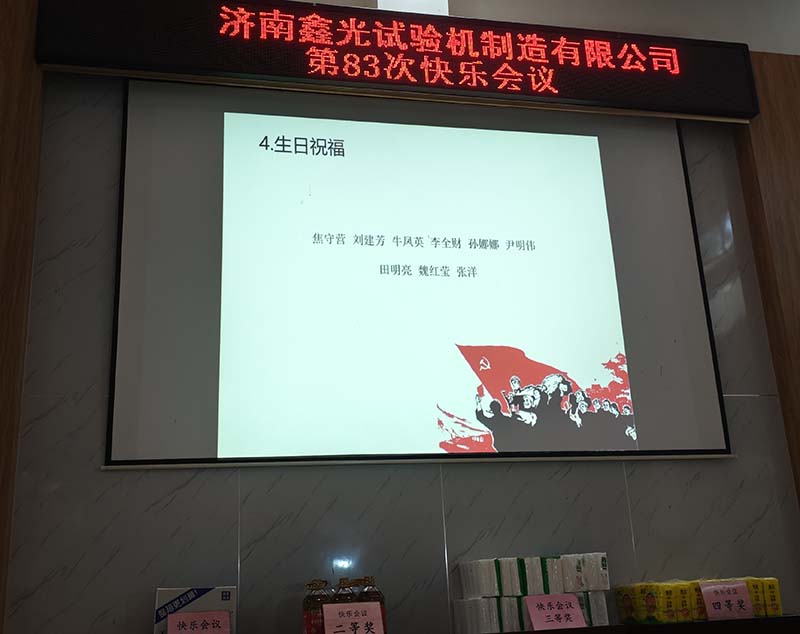 济南鑫光试验机制造有限公司
第83次快乐会议
4.生日祝福
焦守营 刘建芳 牛凤英 李全财 孙娜娜 尹明伟
田明亮 魏红莹 张洋
快乐会议
快乐会议
二等奖
快乐会议
三等奖
快乐会议
四等奖